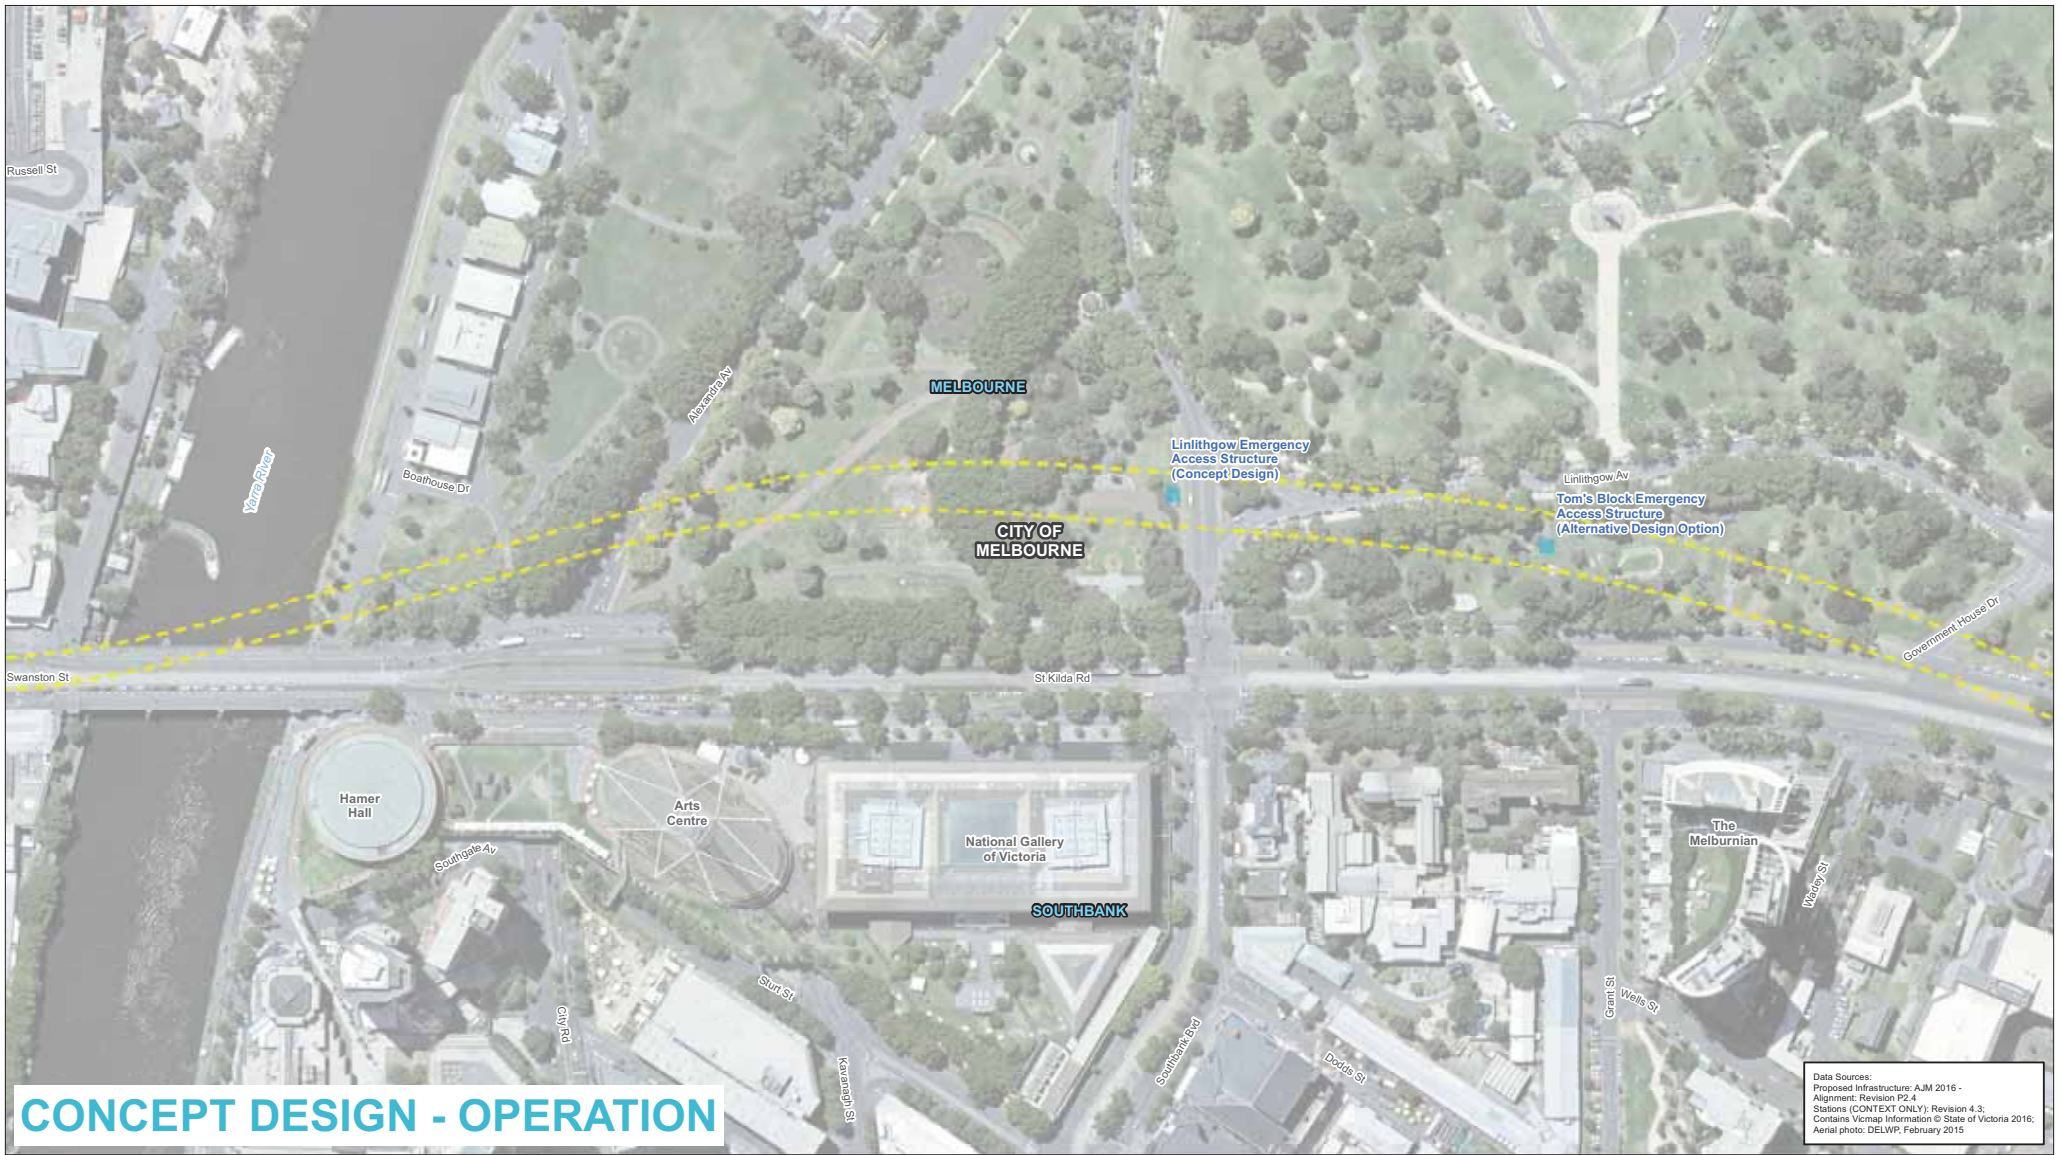 Russell St
Alexandra Av
MELBOURNE
Linlithgow Emergency
Access Structure
(Concept Design)
Yarra River
Boathouse Dr
Linlithgow Av
Tom's Block Emergency
Access Structure
(Alternative Design Option)
CITY OF
MELBOURNE
Government House Dr
Swanston St
St Kilda Rd
Hamer
Hall
Arts
Centre
National Gallery
of Victoria
The
Melburnian
Southgate Av
Wadey St
SOUTHBANK
Sturt St
City Rd
Kavanagh St
Southbank Bvd
Dodds St
Grant St
Wells St
CONCEPT DESIGN - OPERATION
Data Sources:
Proposed Infrastructure: AJM 2016 -
Alignment: Revision P2.4
Stations (CONTEXT ONLY): Revision 4.3;
Contains Vicmap Information © State of Victoria 2016;
Aerial photo: DELWP, February 2015